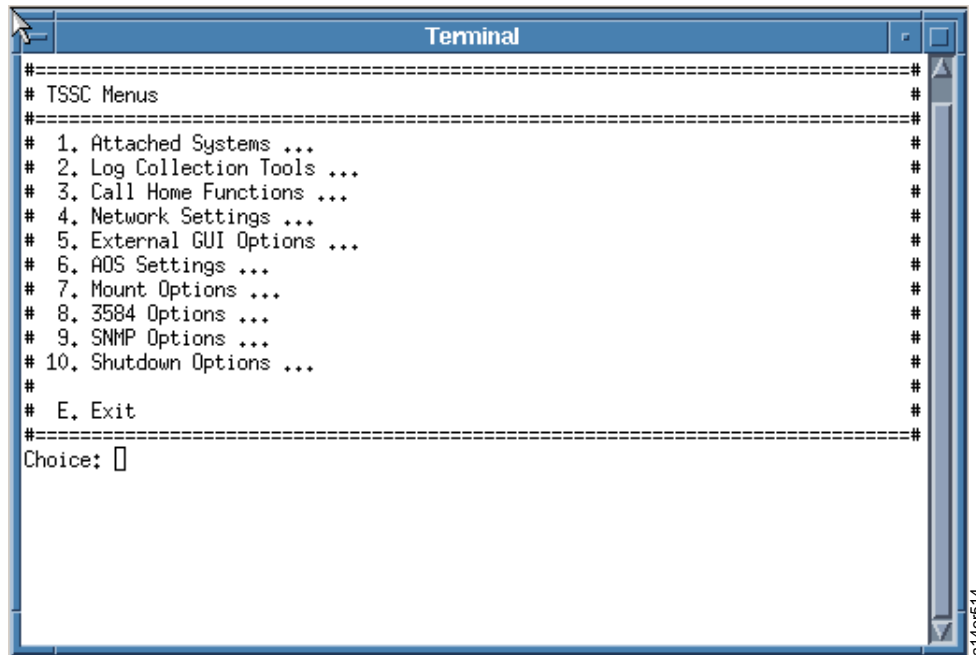 Terminal
#==========================================================================#
# TSSC Menus #
#==========================================================================#
# 1. Attached Systems ... #
# 2. Log Collection Tools ... #
# 3. Call Home Functions ... #
# 4. Network Settings ... #
# 5. External GUI Options ... #
# 6. AOS Settings ... #
# 7. Mount Options ... #
# 8. 3584 Options ... #
# 9. SNMP Options ... #
# 10. Shutdown Options ... #
# #
# E. Exit #
#==========================================================================#
Choice: